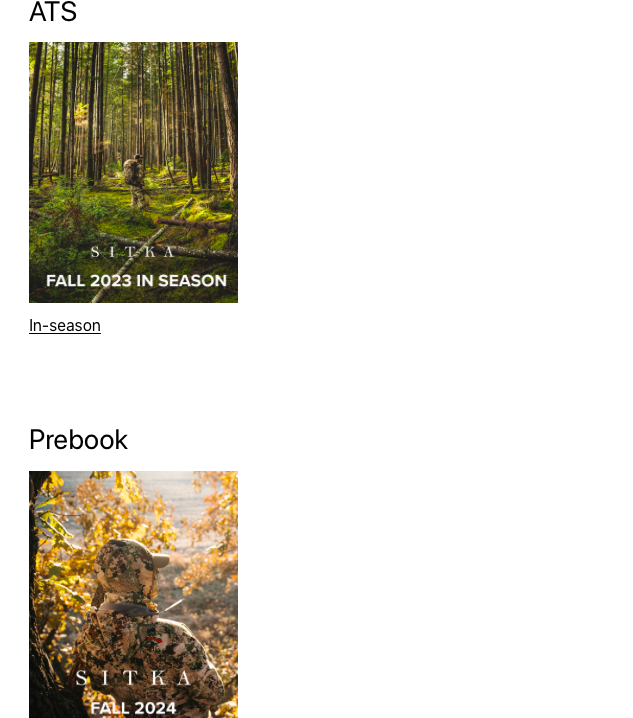 ATS
SITKA
FALL 2023 IN SEASON
In-season
Prebook
SITKA
FALL 2024